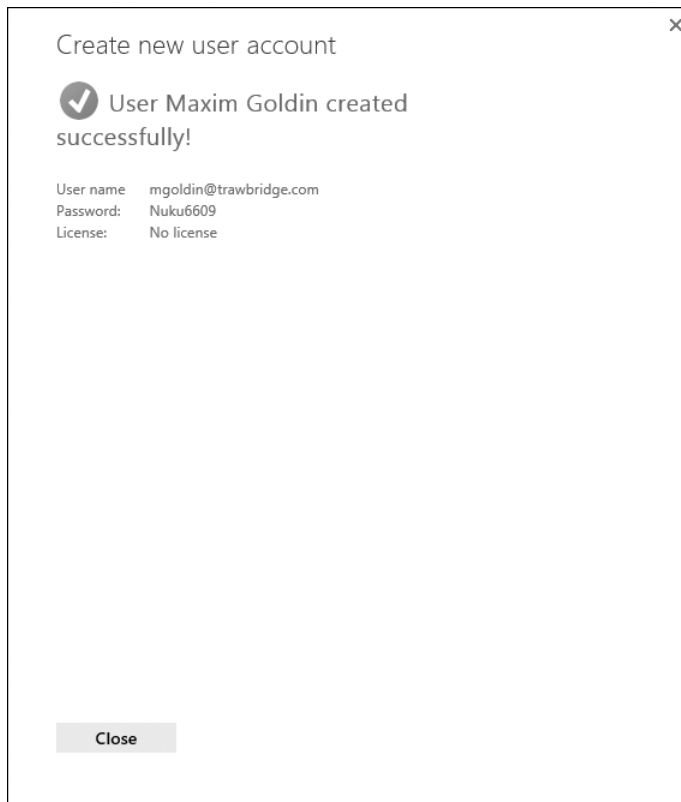 Create new user account
User Maxim Goldin created
successfully!
User name mgoldin@trawbridge.com
Password: Nuku6609
License: No license
Close